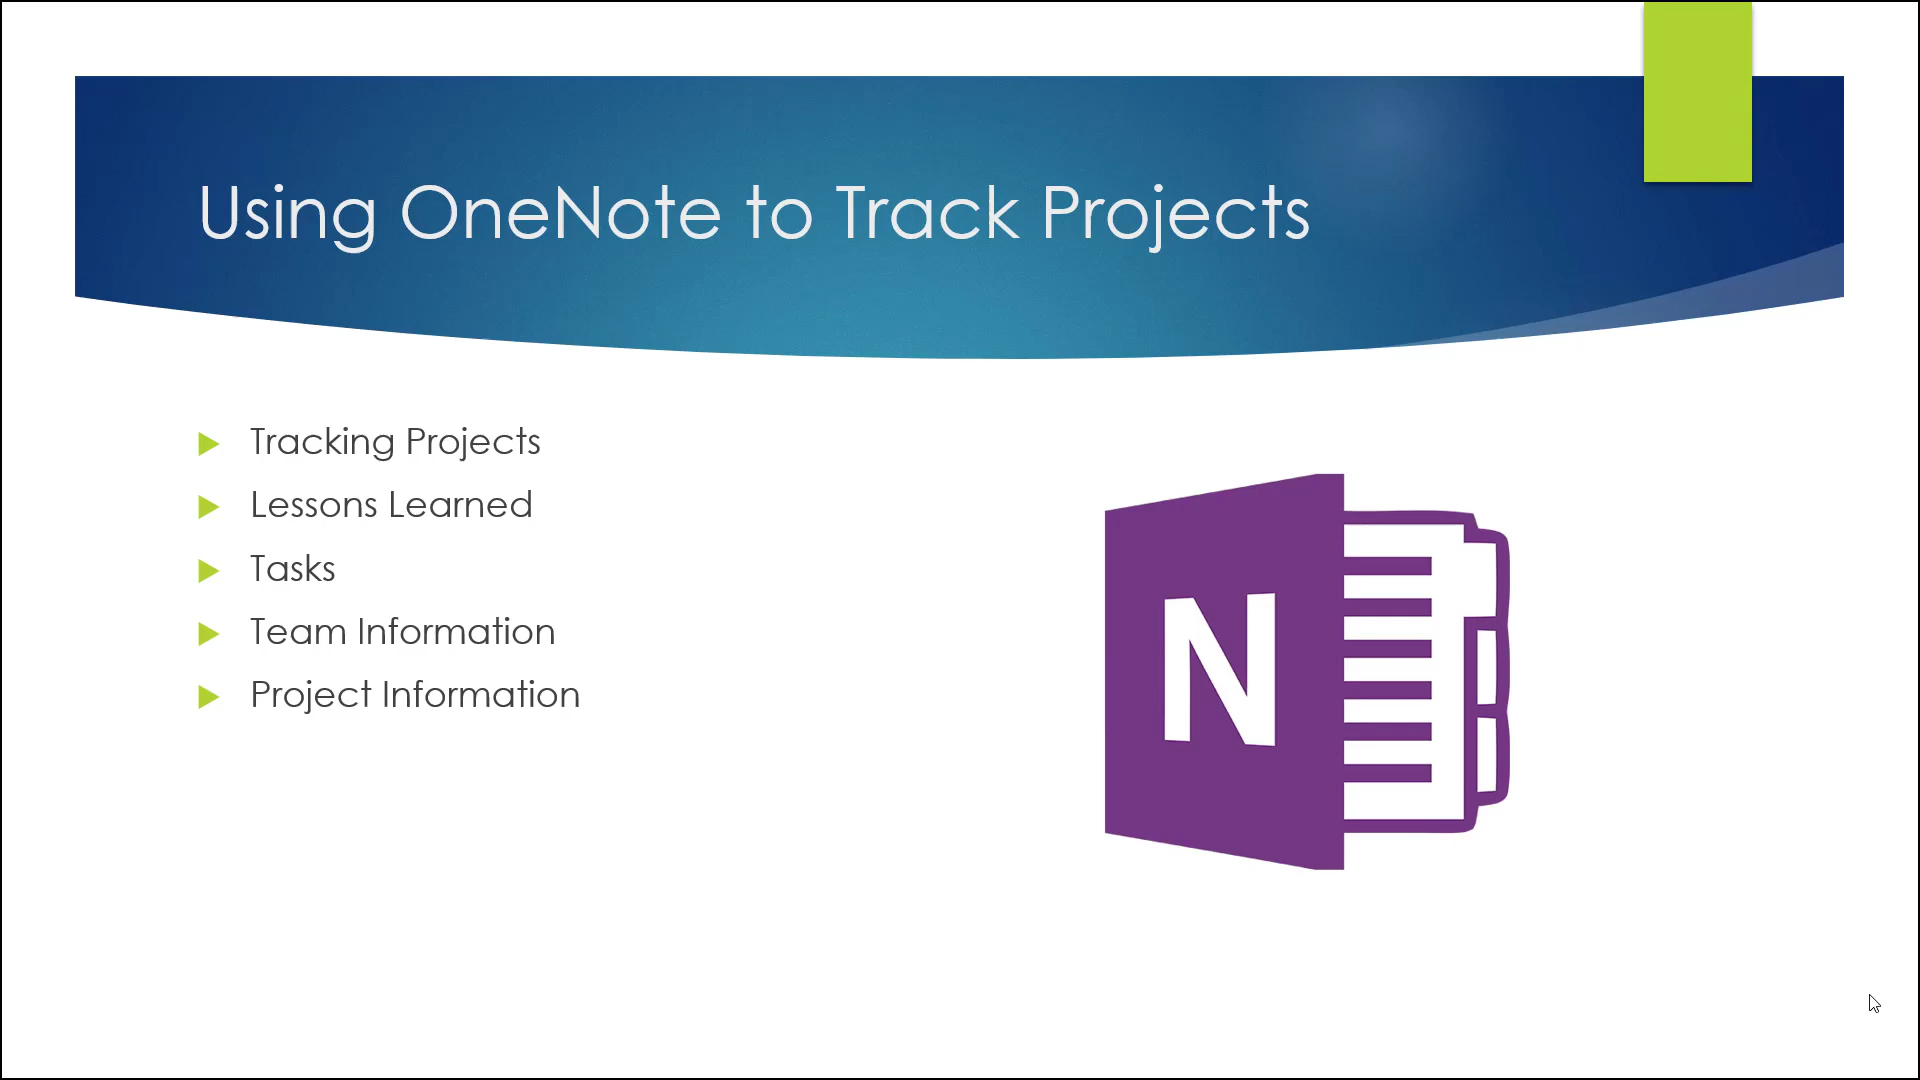 Using OneNote to Track Projects
Tracking Projects
Lessons Learned
Tasks
Team Information
Project Information
N